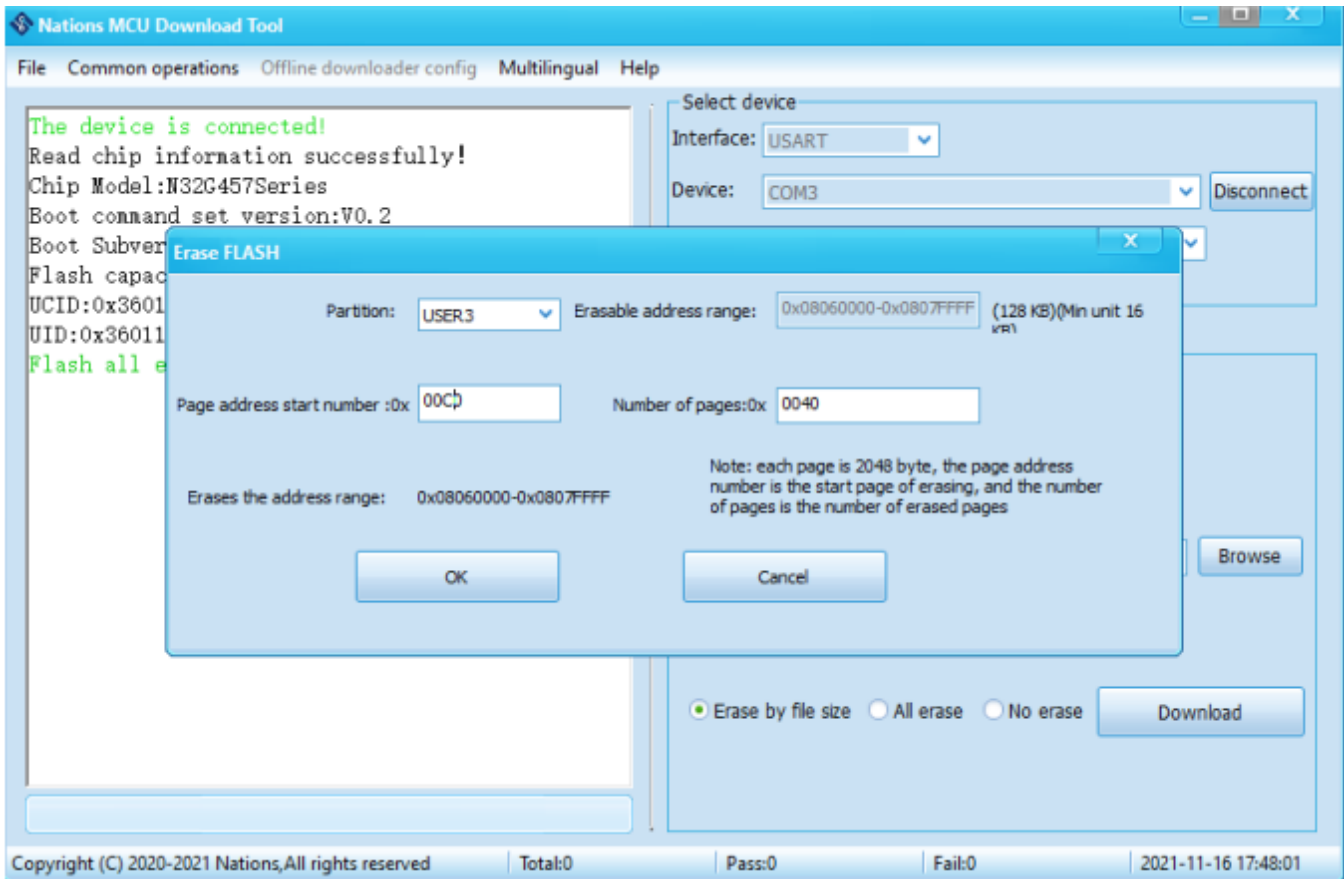 Nations MCU Download Tool
File Common operations Offline downloader config Multilingual Help
The device is connected!
Read chip information successfully!
Chip Model:N32G457Series
Boot command set version:V0.2
Boot Subver
Flash capac
UCID:0x3601
UID:0x36011
Flash all e
Select device
Interface: USART
Device: COM3 Disconnect
Erase FLASH
Partition: USER3 Erasable address range: 0x08060000-0x0807FFFF (128 KB)(Min unit 16
KB)
Page address start number :0x 00C0 Number of pages:0x 0040
Note: each page is 2048 byte, the page address
number is the start page of erasing, and the number
of pages is the number of erased pages
Erases the address range: 0x08060000-0x0807FFFF
OK Cancel
Browse
Erase by file size All erase No erase Download
Copyright (C) 2020-2021 Nations,All rights reserved Total:0 Pass:0 Fail:0 2021-11-16 17:48:01